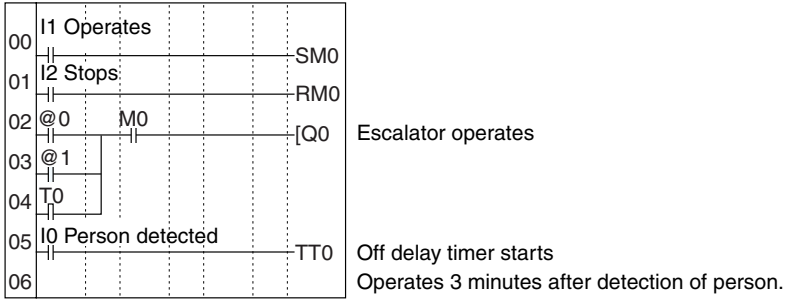 I1 Operates
00 SM0
I2 Stops
01 RM0
02 @0 M0 [Q0 Escalator operates
03 @1
04 T0
I0 Person detected
05 TT0 Off delay timer starts
06 Operates 3 minutes after detection of person.